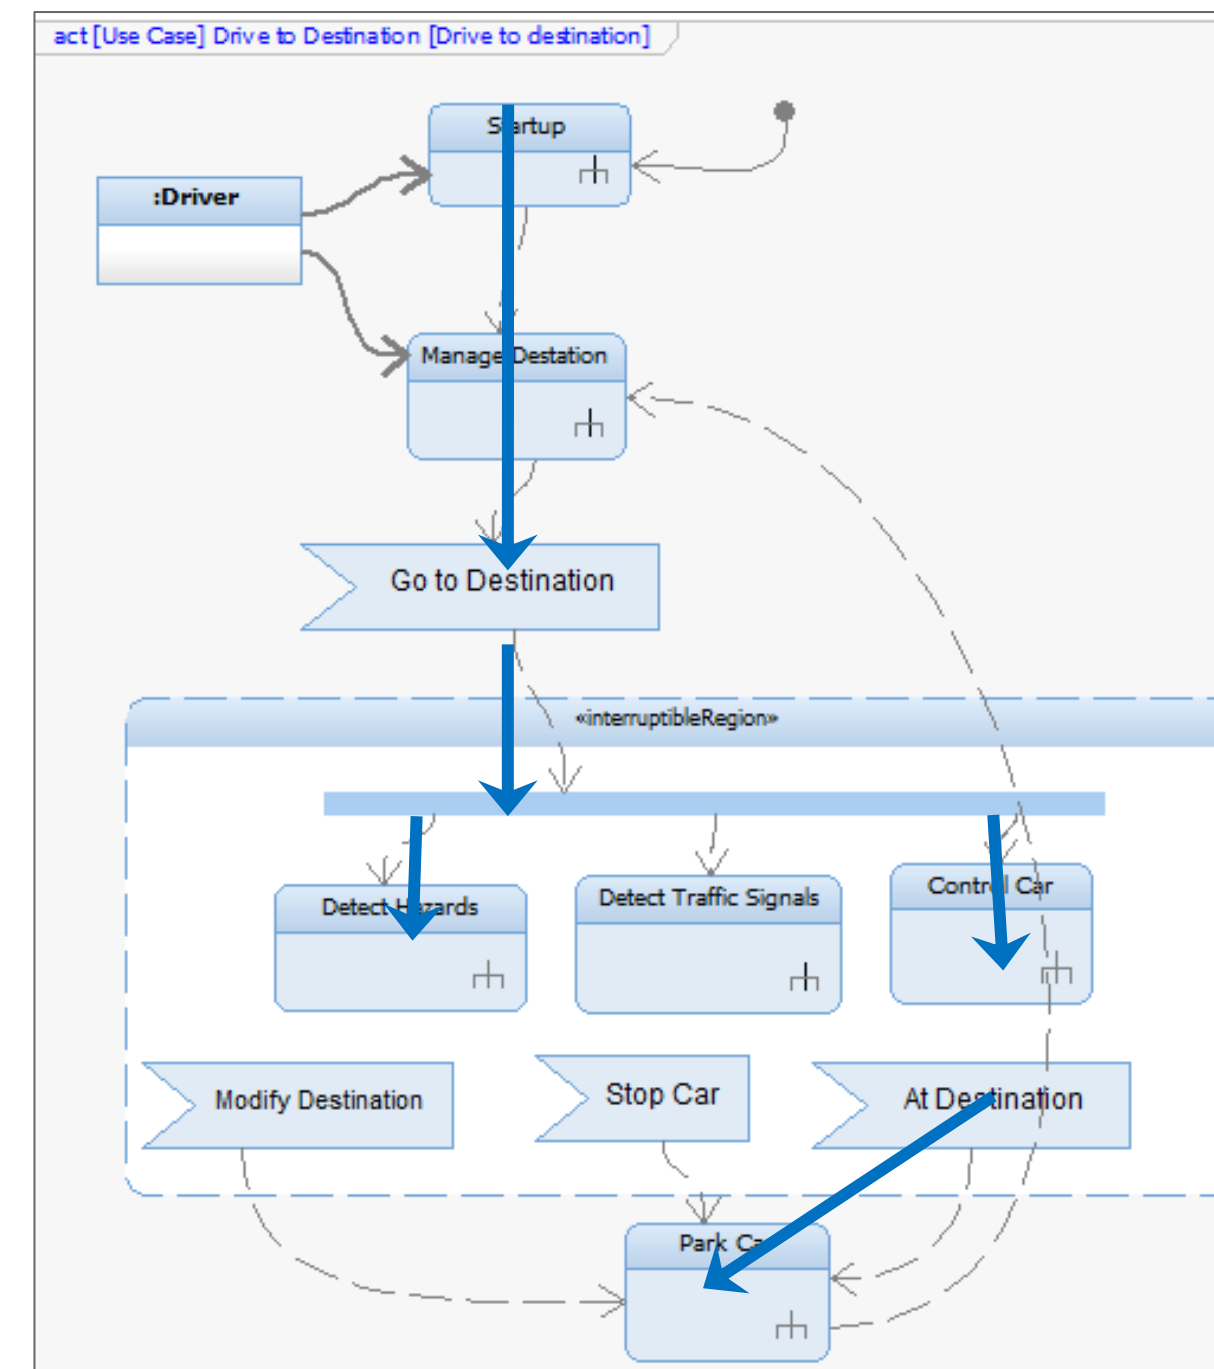 act [Use Case] Drive to Destination [Drive to destination]
Startup
:Driver
Manage Destation
Go to Destination
«interruptibleRegion»
Detect Hazards
Detect Traffic Signals
Control Car
Modify Destination
Stop Car
At Destination
Park Car